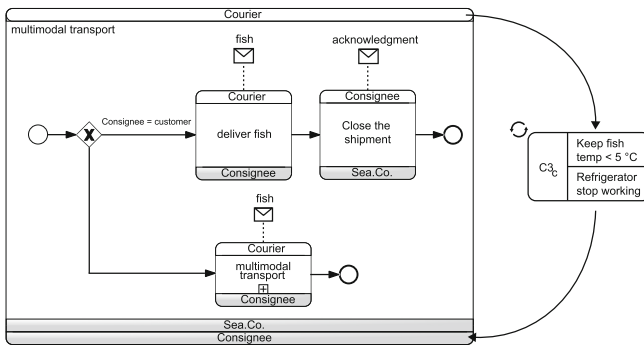 Courier
multimodal transport
fish
acknowledgment
Courier
Consignee
Consignee = customer
X
deliver fish
Close the
shipment
Consignee
Sea.Co.
C3C
Keep fish
temp < 5 °C
Refrigerator
stop working
fish
Courier
multimodal
transport
Consignee
Sea.Co.
Consignee